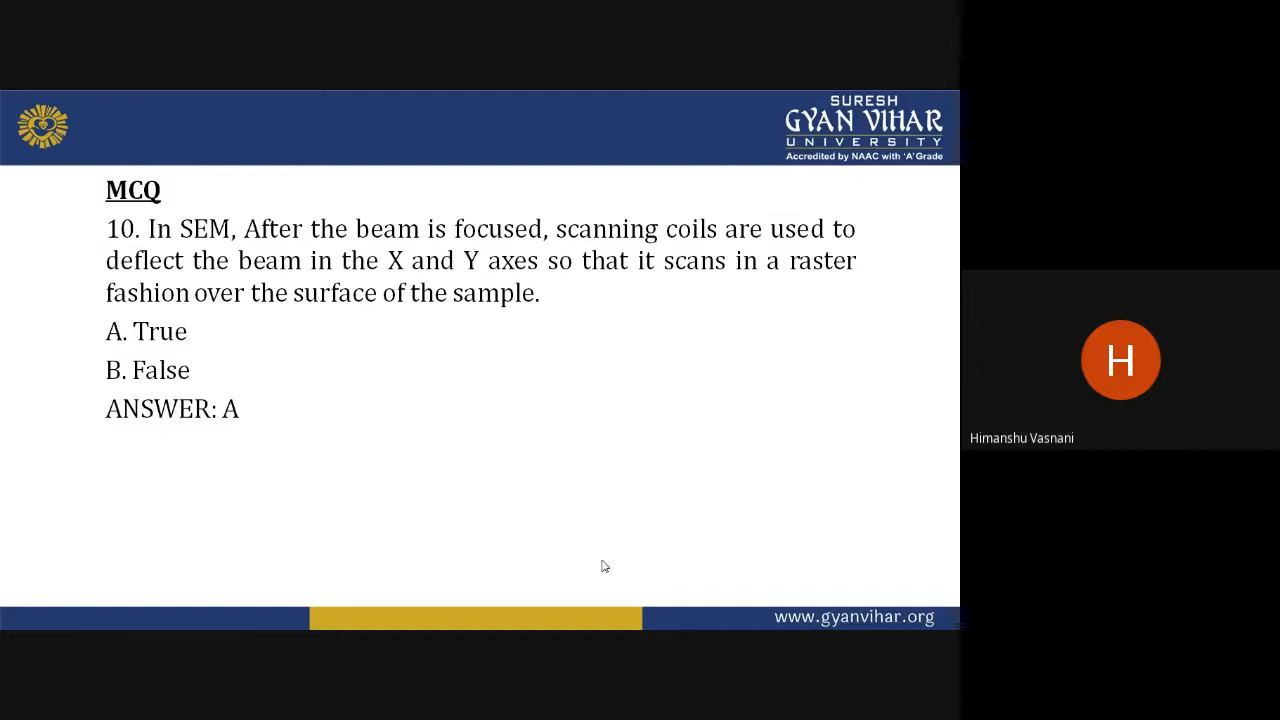 SURESH
GYAN VIHAR
UNIVERSITY
Accredited by NAAC with 'A' Grade
MCQ
10. In SEM, After the beam is focused, scanning coils are used to
deflect the beam in the X and Y axes so that it scans in a raster
fashion over the surface of the sample.
A. True
B. False
ANSWER: A
H
Himanshu Vasnani
www.gyanvihar.org